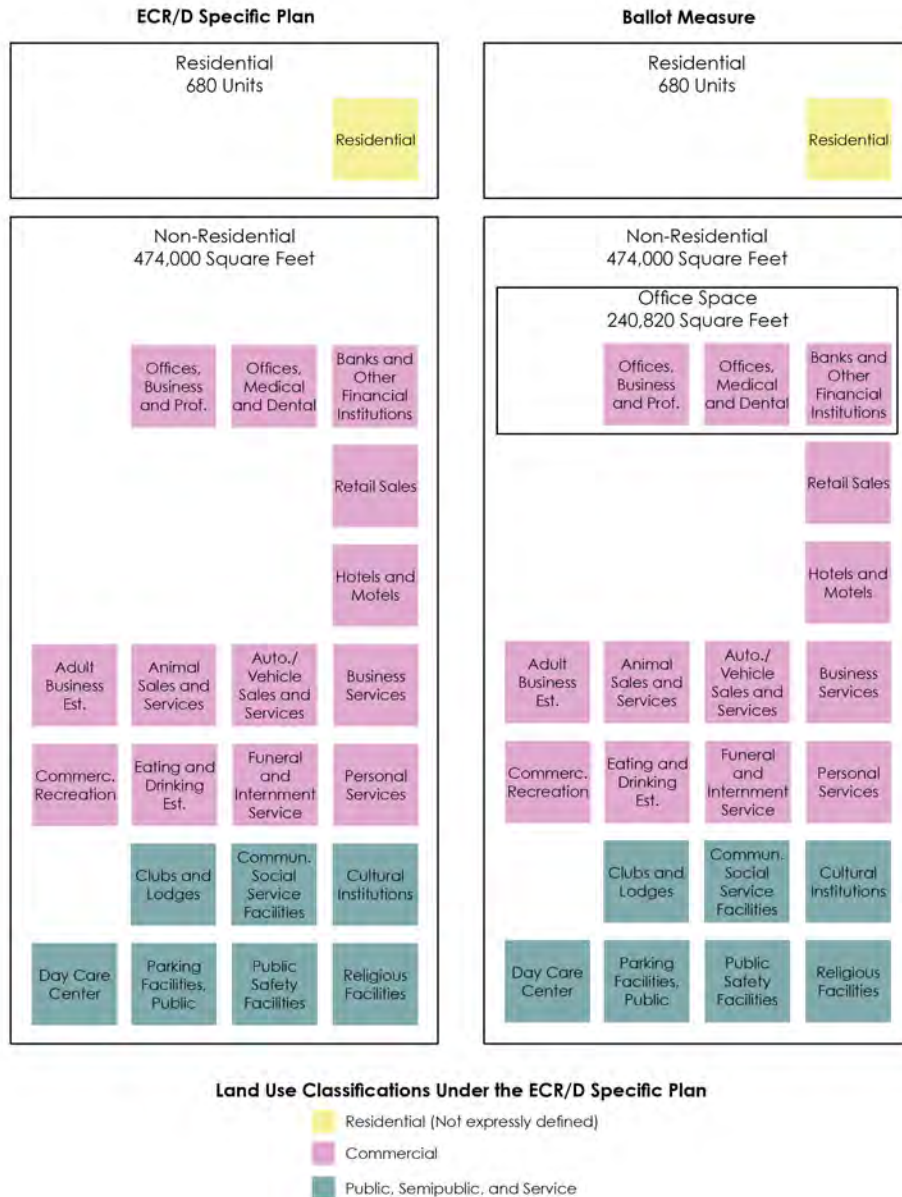 ECR/D Specific Plan
Residential
680 Units
Residential
Non-Residential
474,000 Square Feet
Offices,
Business
and Prof.
Offices,
Medical
and Dental
Banks and
Other
Financial
Institutions
Retail Sales
Hotels and
Motels
Adult
Business
Est.
Animal
Sales and
Services
Auto./
Vehicle
Sales and
Services
Business
Services
Commerc.
Recreation
Eating and
Drinking
Est.
Funeral
and
Internment
Service
Personal
Services
Clubs and
Lodges
Commun.
Social
Service
Facilities
Cultural
Institutions
Day Care
Center
Parking
Facilities,
Public
Public
Safety
Facilities
Religious
Facilities
Ballot Measure
Residential
680 Units
Residential
Non-Residential
474,000 Square Feet
Office Space
240,820 Square Feet
Offices,
Business
and Prof.
Offices,
Medical
and Dental
Banks and
Other
Financial
Institutions
Retail Sales
Hotels and
Motels
Adult
Business
Est.
Animal
Sales and
Services
Auto./
Vehicle
Sales and
Services
Business
Services
Commerc.
Recreation
Eating and
Drinking
Est.
Funeral
and
Internment
Service
Personal
Services
Clubs and
Lodges
Commun.
Social
Service
Facilities
Cultural
Institutions
Day Care
Center
Parking
Facilities,
Public
Public
Safety
Facilities
Religious
Facilities
Land Use Classifications Under the ECR/D Specific Plan
Residential (Not expressly defined)
Commercial
Public, Semipublic, and Service